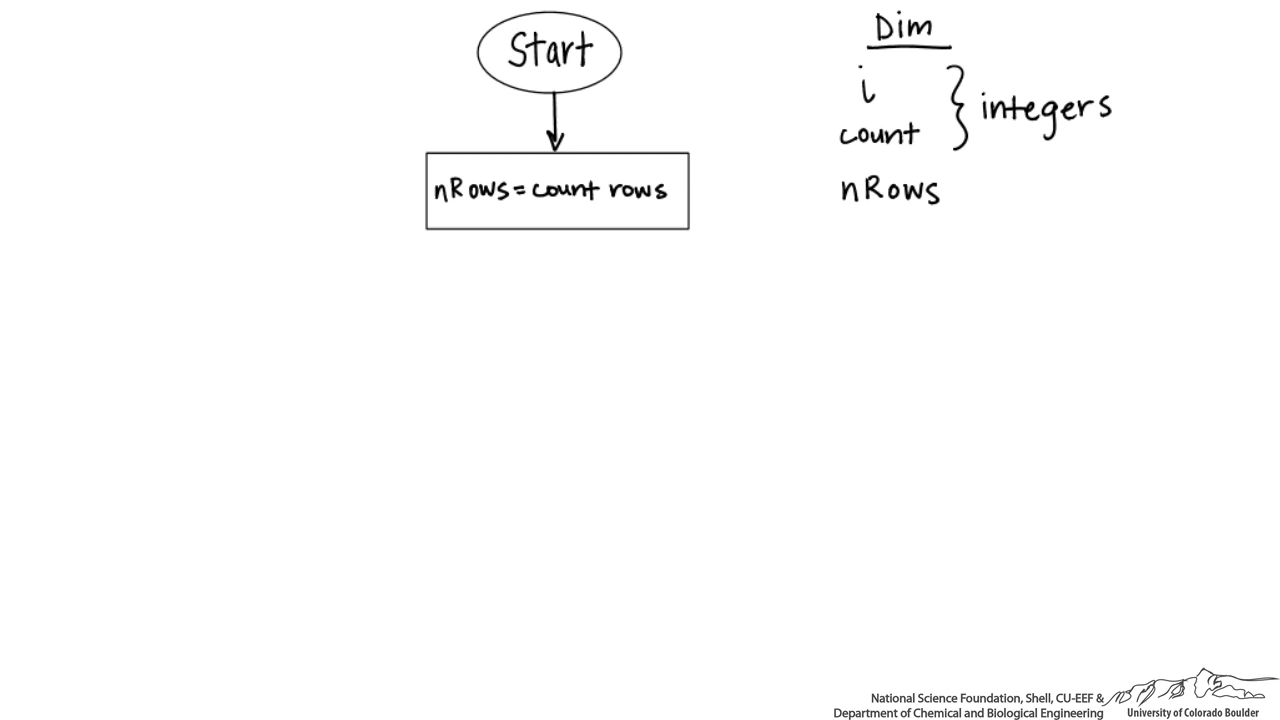 Start
nRows = count rows
Dim
i
count
integers
nRows
National Science Foundation, Shell, CU-EEF &
Department of Chemical and Biological Engineering
University of Colorado Boulder